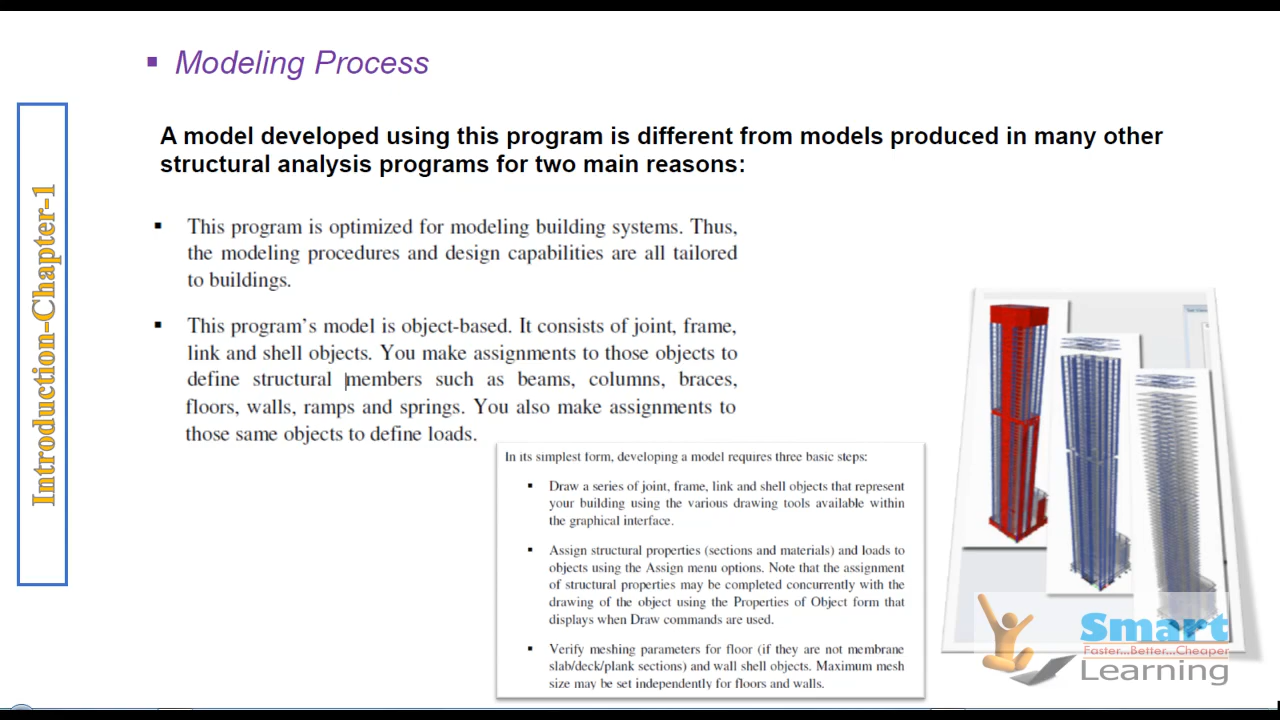 Modeling Process
Introduction-Chapter-1
A model developed using this program is different from models produced in many other
structural analysis programs for two main reasons:
This program is optimized for modeling building systems. Thus,
the modeling procedures and design capabilities are all tailored
to buildings.
This program's model is object-based. It consists of joint, frame,
link and shell objects. You make assignments to those objects to
define structural members such as beams, columns, braces,
floors, walls, ramps and springs. You also make assignments to
those same objects to define loads.
In its simplest form, developing a model requires three basic steps:
Draw a series of joint, frame, link and shell objects that represent
your building using the various drawing tools available within
the graphical interface.
Assign structural properties (sections and materials) and loads to
objects using the Assign menu options. Note that the assignment
of structural properties may be completed concurrently with the
drawing of the object using the Properties of Object form that
displays when Draw commands are used.
Verify meshing parameters for floor (if they are not membrane
slab/deck/plank sections) and wall shell objects. Maximum mesh
size may be set independently for floors and walls.
Smart
Faster...Better...Cheaper
Learning